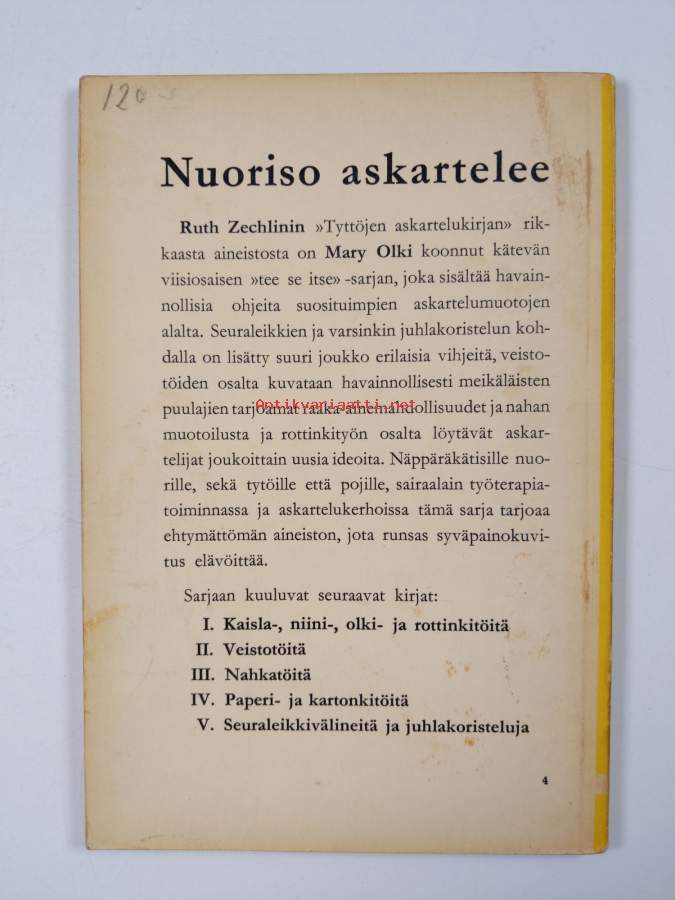 120
Nuoriso askartelee
Ruth Zechlinin »Tyttöjen askartelukirjan» rik-
kaasta aineistosta on Mary Olki koonnut kätevän
viisiosaisen »tee se itse» -sarjan, joka sisältää havain-
nollisia ohjeita suosituimpien askartelumuotojen
alalta. Seuraleikkien ja varsinkin juhlakoristelun koh-
dalla on lisätty suuri joukko erilaisia vihjeitä, veisto-
töiden osalta kuvataan havainnollisesti meikäläisten
puulajien tarjoamat raaka-ainemahdollisuudet ja nahan
Antikvariaatti.net
muotoilusta ja rottinkityön osalta löytävät askar-
telijat joukoittain uusia ideoita. Näppäräkätisille nuo-
rille, sekä tytöille että pojille, sairaalain työterapia-
toiminnassa ja askartelukerhoissa tämä sarja tarjoaa
ehtymättömän aineiston, jota runsas syväpainokuvi-
tus elävöittää.
Sarjaan kuuluvat seuraavat kirjat:
I. Kaisla-, niini-, olki- ja rottinkitöitä
II. Veistotöitä
III. Nahkatöitä
IV. Paperi- ja kartonkitöitä
V. Seuraleikkivälineitä ja juhlakoristeluja
4